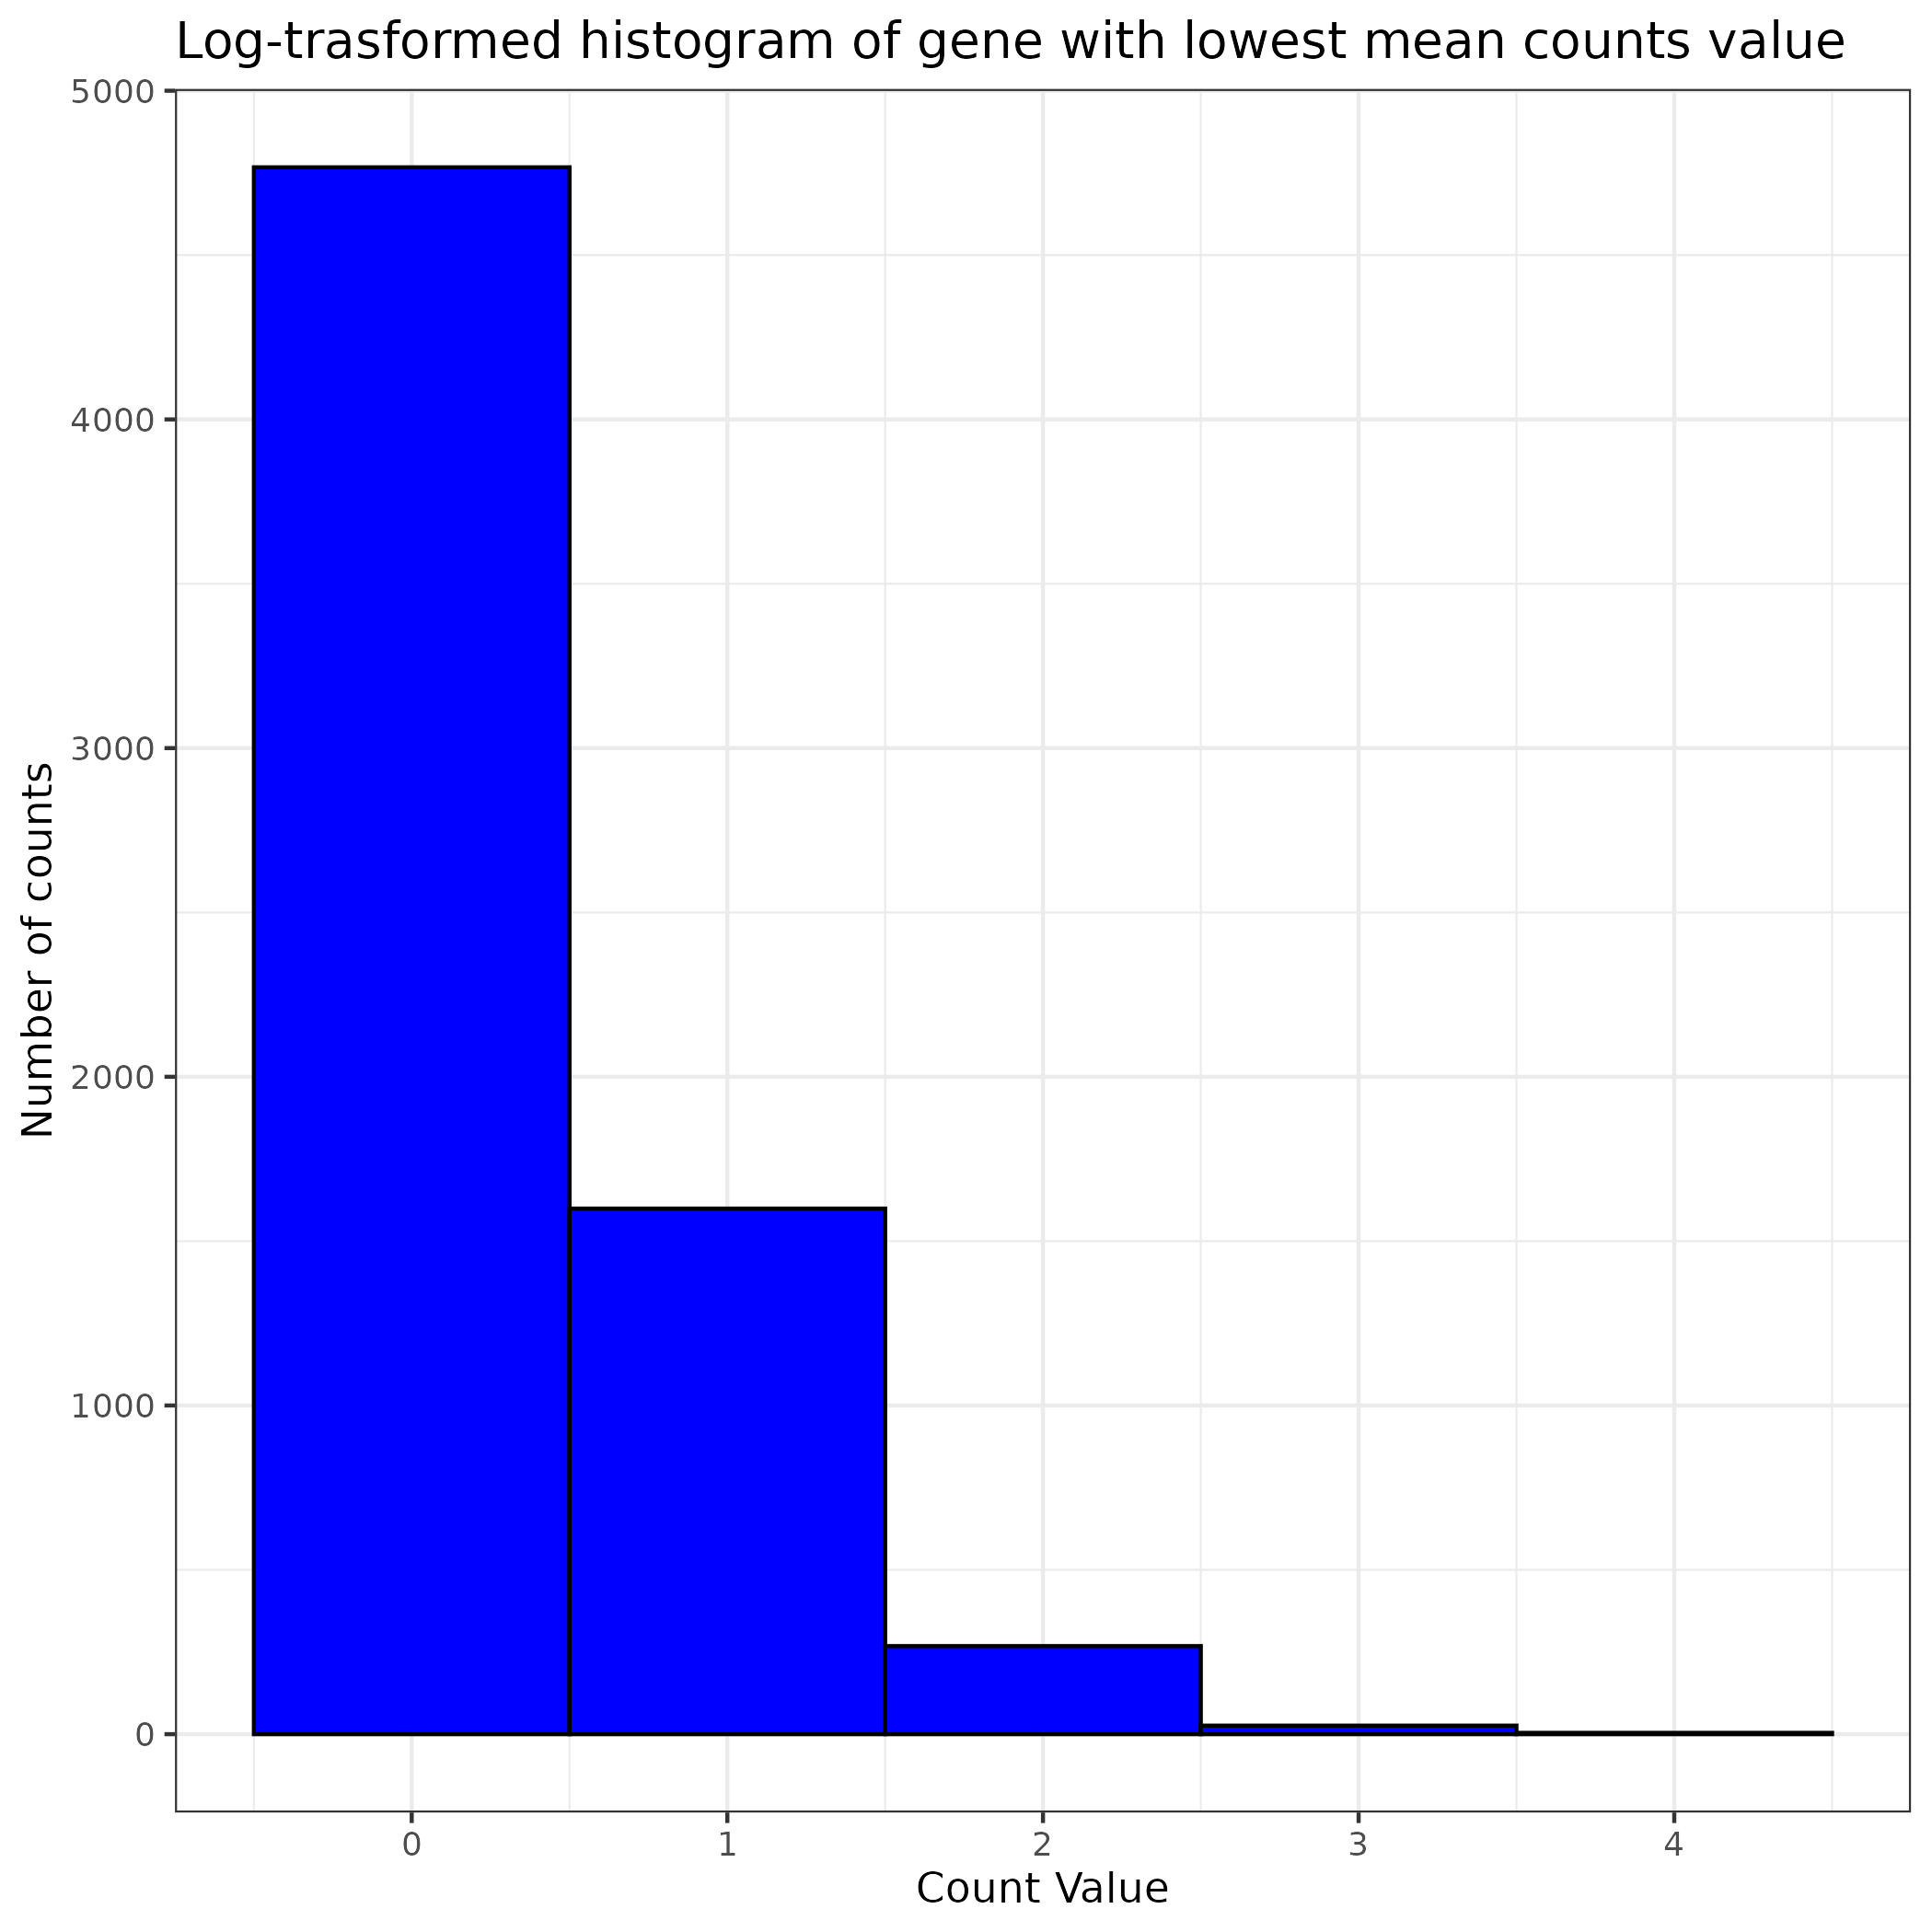 Log-trasformed histogram of gene with lowest mean counts value
5000
4000
3000
2000
1000
0
Number of counts
0 1 2 3 4
Count Value